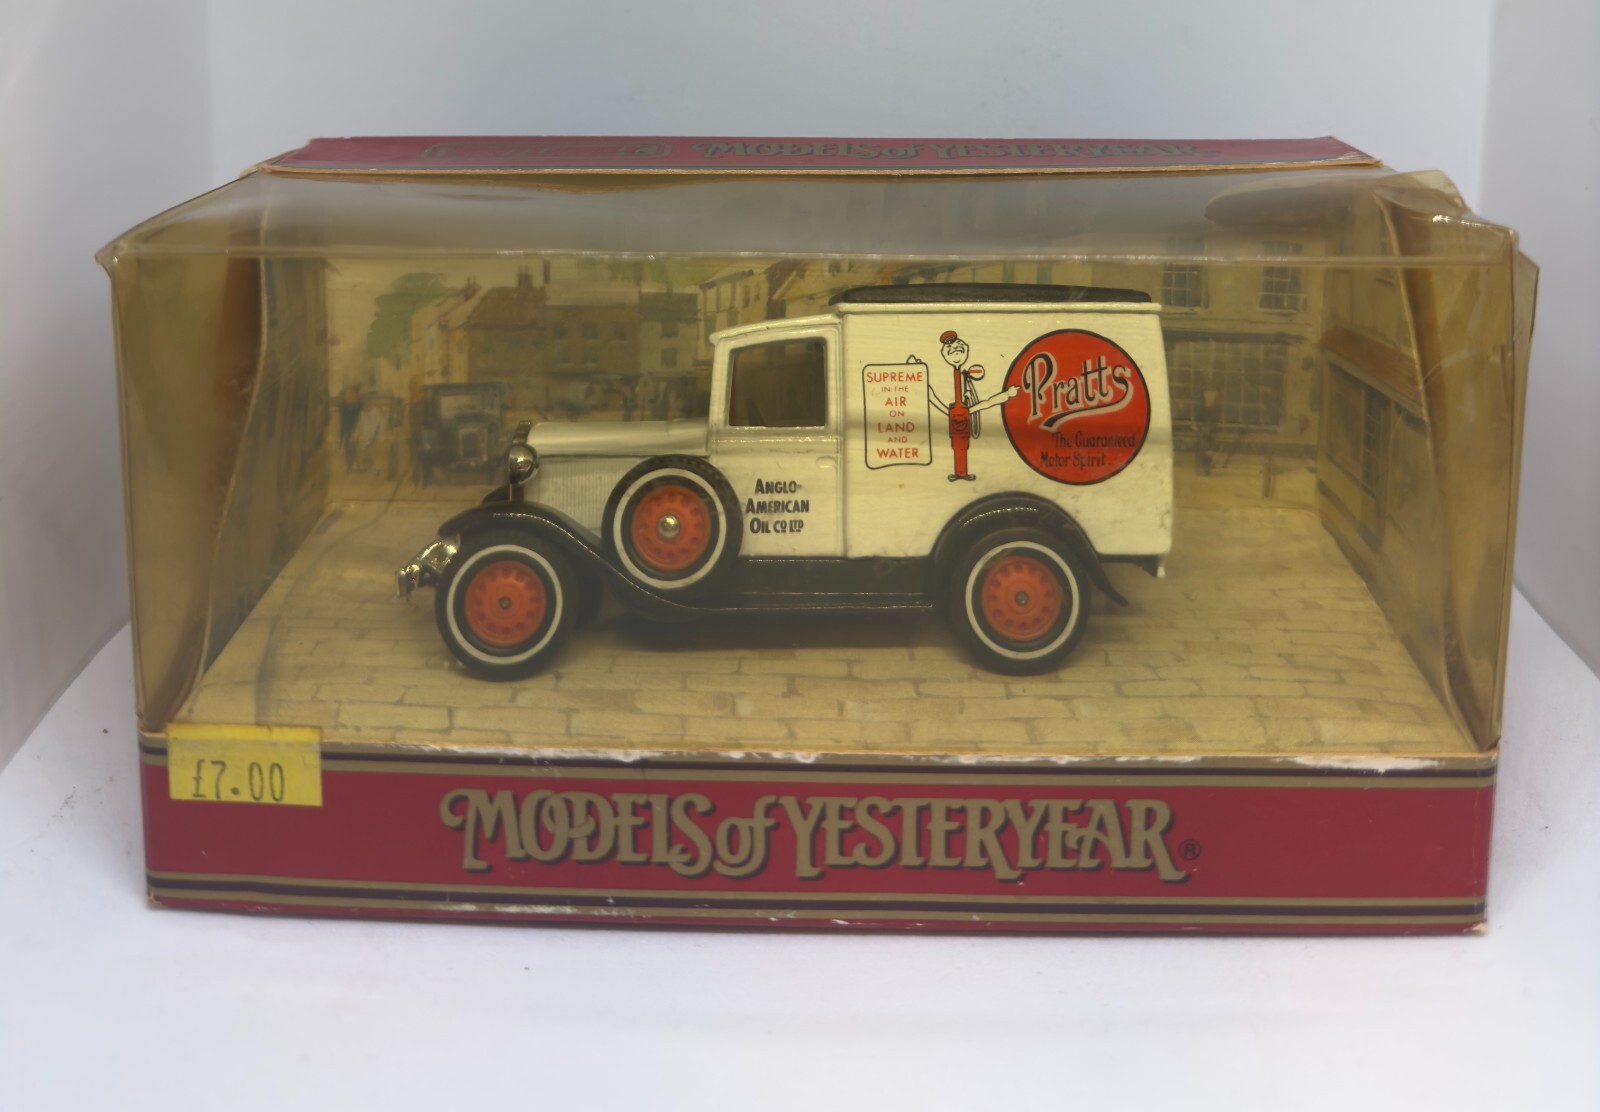 MODELS of YESTERYEAR
SUPREME
IN THE
AIR
ON
LAND
AND
WATER
Pratts
The Guaranteed
Motor Spirit.
ANGLO-
AMERICAN
OIL CO LTD
£7.00
MODELS of YESTERYEAR ®